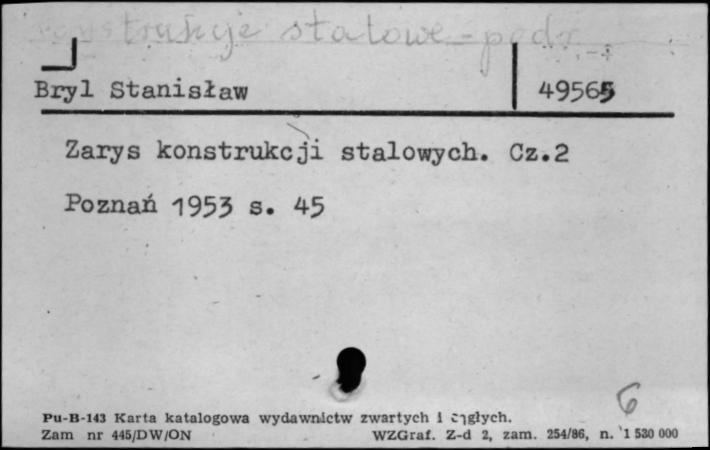 konstrukcje stalowe - podr.
Bryl Stanisław 49565
Zarys konstrukcji stalowych. Cz.2
Poznań 1953 s. 45
6
Pu-B-143 Karta katalogowa wydawnictw zwartych i ciągłych.
Zam nr 445/DW/ON WZGraf. Z-d 2, zam. 254/86, n. 1 530 000